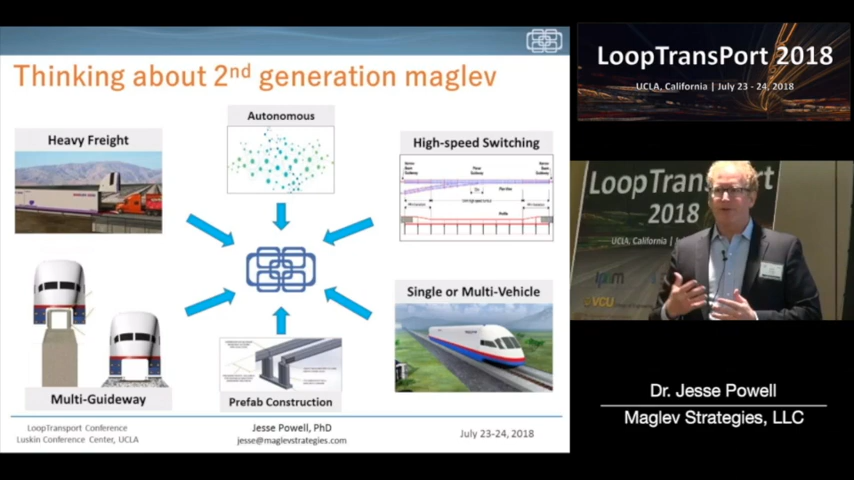 Thinking about 2nd generation maglev
Heavy Freight
Autonomous
High-speed Switching
Multi-Guideway
Prefab Construction
Single or Multi-Vehicle
LoopTransport Conference
Luskin Conference Center, UCLA
Jesse Powell, PhD
jesse@maglevstrategies.com
July 23-24, 2018
LoopTransPort 2018
UCLA, California | July 23 - 24, 2018
LoopTran t
2018
UCLA, California |
VCU
Dr. Jesse Powell
Maglev Strategies, LLC